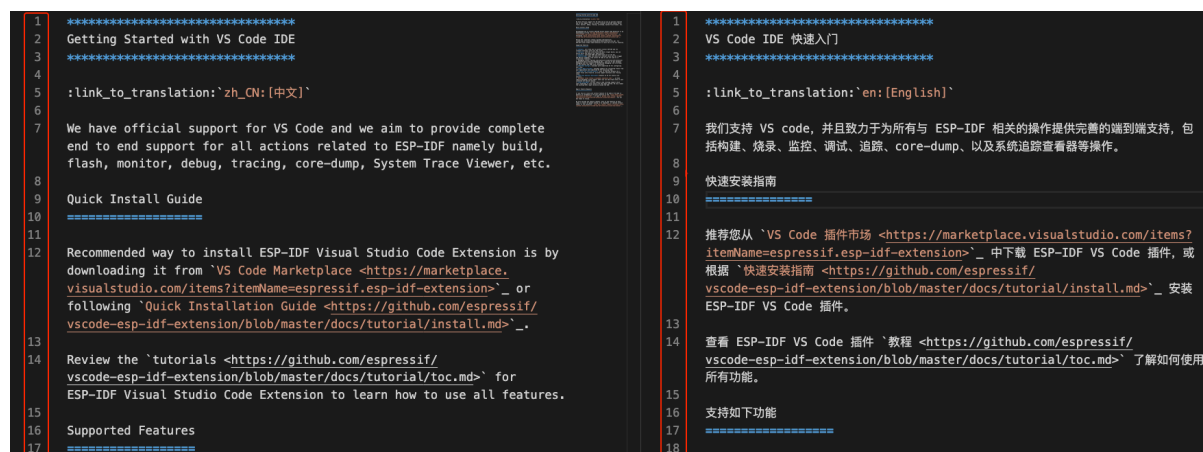 1 ********************************
2 Getting Started with VS Code IDE
3 ********************************
4
5 :link_to_translation:`zh_CN:[中文]`
6
7 We have official support for VS Code and we aim to provide complete
end to end support for all actions related to ESP-IDF namely build,
flash, monitor, debug, tracing, core-dump, System Trace Viewer, etc.
8
9 Quick Install Guide
10 ===================
11
12 Recommended way to install ESP-IDF Visual Studio Code Extension is by
downloading it from `VS Code Marketplace <https://marketplace.
visualstudio.com/items?itemName=espressif.esp-idf-extension>`_ or
following `Quick Installation Guide <https://github.com/espressif/
vscode-esp-idf-extension/blob/master/docs/tutorial/install.md>`_.
13
14 Review the `tutorials <https://github.com/espressif/
vscode-esp-idf-extension/blob/master/docs/tutorial/toc.md>` for
ESP-IDF Visual Studio Code Extension to learn how to use all features.
15
16 Supported Features
17 ==================
1 ********************************
2 VS Code IDE 快速入门
3 ********************************
4
5 :link_to_translation:`en:[English]`
6
7 我们支持 VS code，并且致力于为所有与 ESP-IDF 相关的操作提供完善的端到端支持，包
括构建、烧录、监控、调试、追踪、core-dump、以及系统追踪查看器等操作。
8
9 快速安装指南
10 ===============
11
12 推荐您从 `VS Code 插件市场 <https://marketplace.visualstudio.com/items?
itemName=espressif.esp-idf-extension>`_ 中下载 ESP-IDF VS Code 插件，或
根据 `快速安装指南 <https://github.com/espressif/
vscode-esp-idf-extension/blob/master/docs/tutorial/install.md>`_ 安装
ESP-IDF VS Code 插件。
13
14 查看 ESP-IDF VS Code 插件 `教程 <https://github.com/espressif/
vscode-esp-idf-extension/blob/master/docs/tutorial/toc.md>` 了解如何使用
所有功能。
15
16 支持如下功能
17 ==================
18